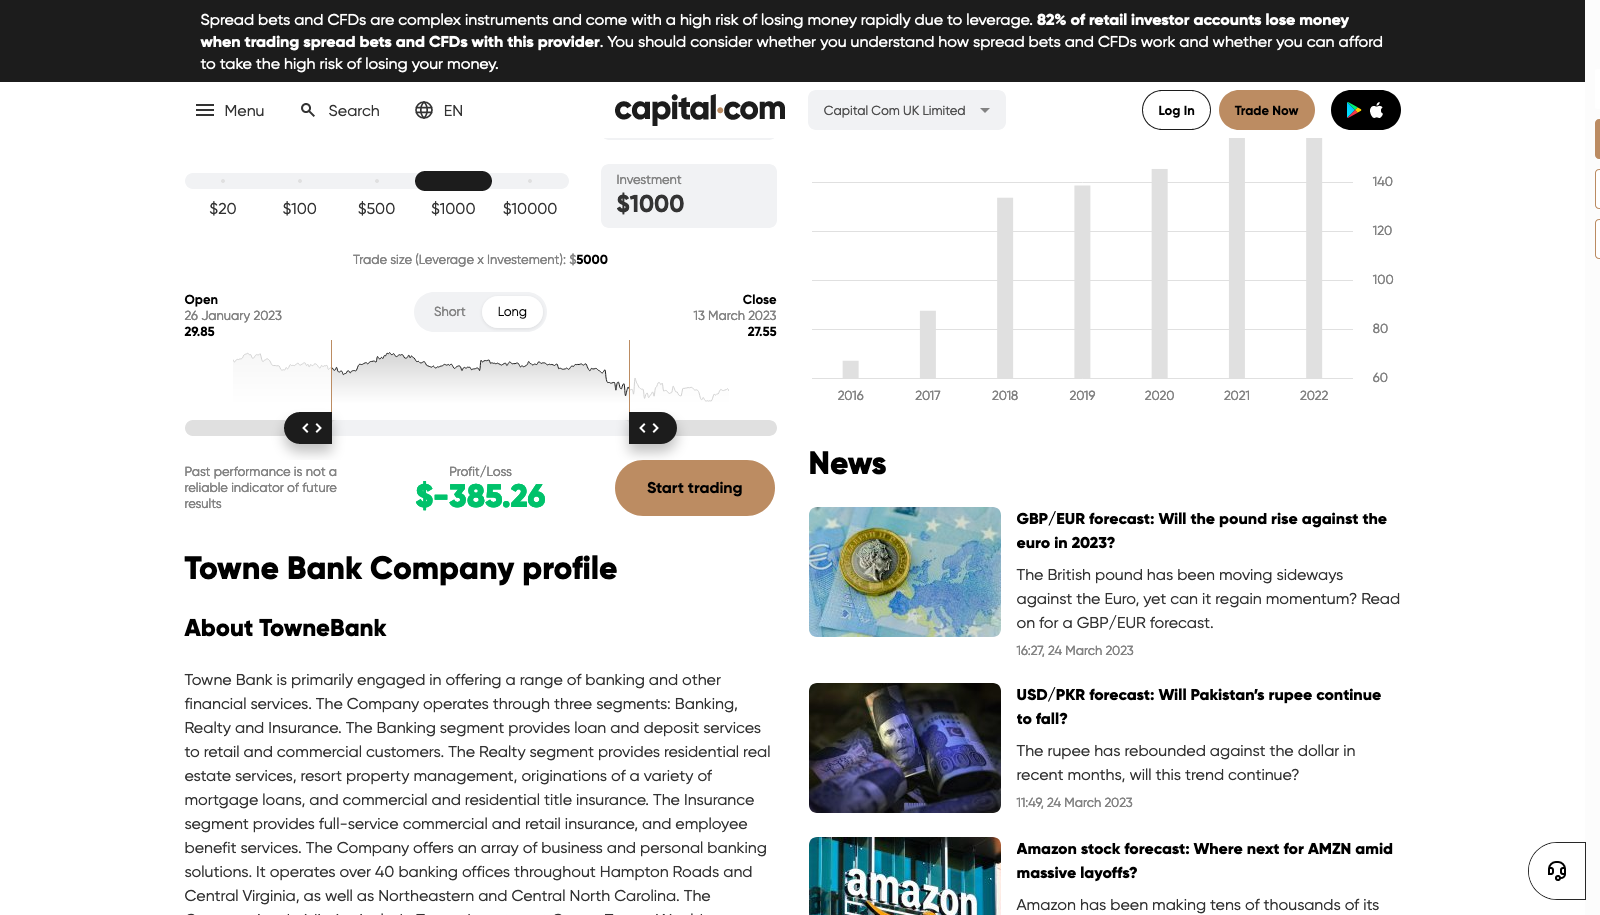 Spread bets and CFDs are complex instruments and come with a high risk of losing money rapidly due to leverage. 82% of retail investor accounts lose money
when trading spread bets and CFDs with this provider. You should consider whether you understand how spread bets and CFDs work and whether you can afford
to take the high risk of losing your money.
Menu
Search
EN
capital.com
Capital Com UK Limited
Log In
Trade Now
$20
$100
$500
$1000
$10000
Investment
$1000
Trade size (Leverage x Investement): $5000
Open
26 January 2023
29.85
Short
Long
Close
13 March 2023
27.55
Past performance is not a
reliable indicator of future
results
Profit/Loss
$-385.26
Start trading
Towne Bank Company profile
About TowneBank
Towne Bank is primarily engaged in offering a range of banking and other
financial services. The Company operates through three segments: Banking,
Realty and Insurance. The Banking segment provides loan and deposit services
to retail and commercial customers. The Realty segment provides residential real
estate services, resort property management, originations of a variety of
mortgage loans, and commercial and residential title insurance. The Insurance
segment provides full-service commercial and retail insurance, and employee
benefit services. The Company offers an array of business and personal banking
solutions. It operates over 40 banking offices throughout Hampton Roads and
Central Virginia, as well as Northeastern and Central North Carolina. The
140
120
100
80
60
2016
2017
2018
2019
2020
2021
2022
News
GBP/EUR forecast: Will the pound rise against the
euro in 2023?
The British pound has been moving sideways
against the Euro, yet can it regain momentum? Read
on for a GBP/EUR forecast.
16:27, 24 March 2023
USD/PKR forecast: Will Pakistan's rupee continue
to fall?
The rupee has rebounded against the dollar in
recent months, will this trend continue?
11:49, 24 March 2023
amazon
Amazon stock forecast: Where next for AMZN amid
massive layoffs?
Amazon has been making tens of thousands of its